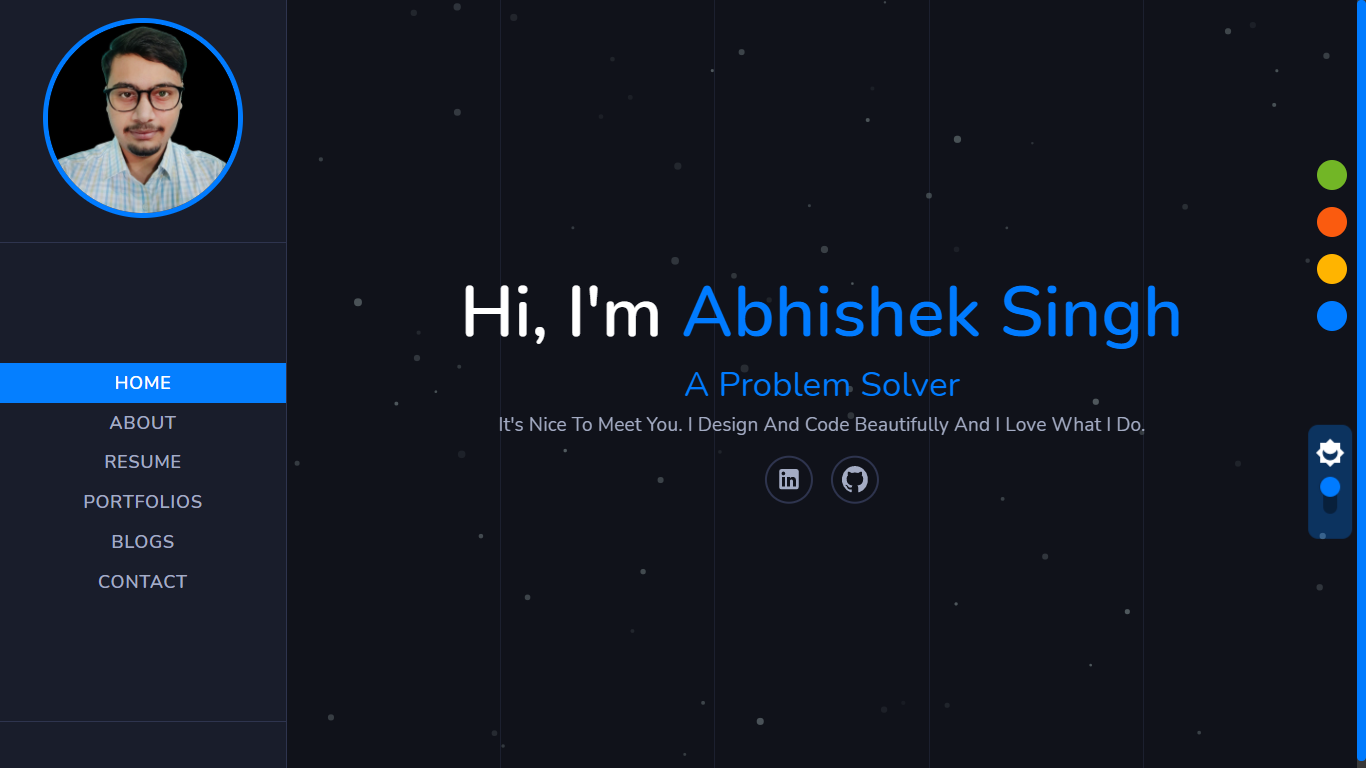 HOME
ABOUT
RESUME
PORTFOLIOS
BLOGS
CONTACT
Hi, I'm Abhishek Singh
A Problem Solver
It's Nice To Meet You. I Design And Code Beautifully And I Love What I Do.